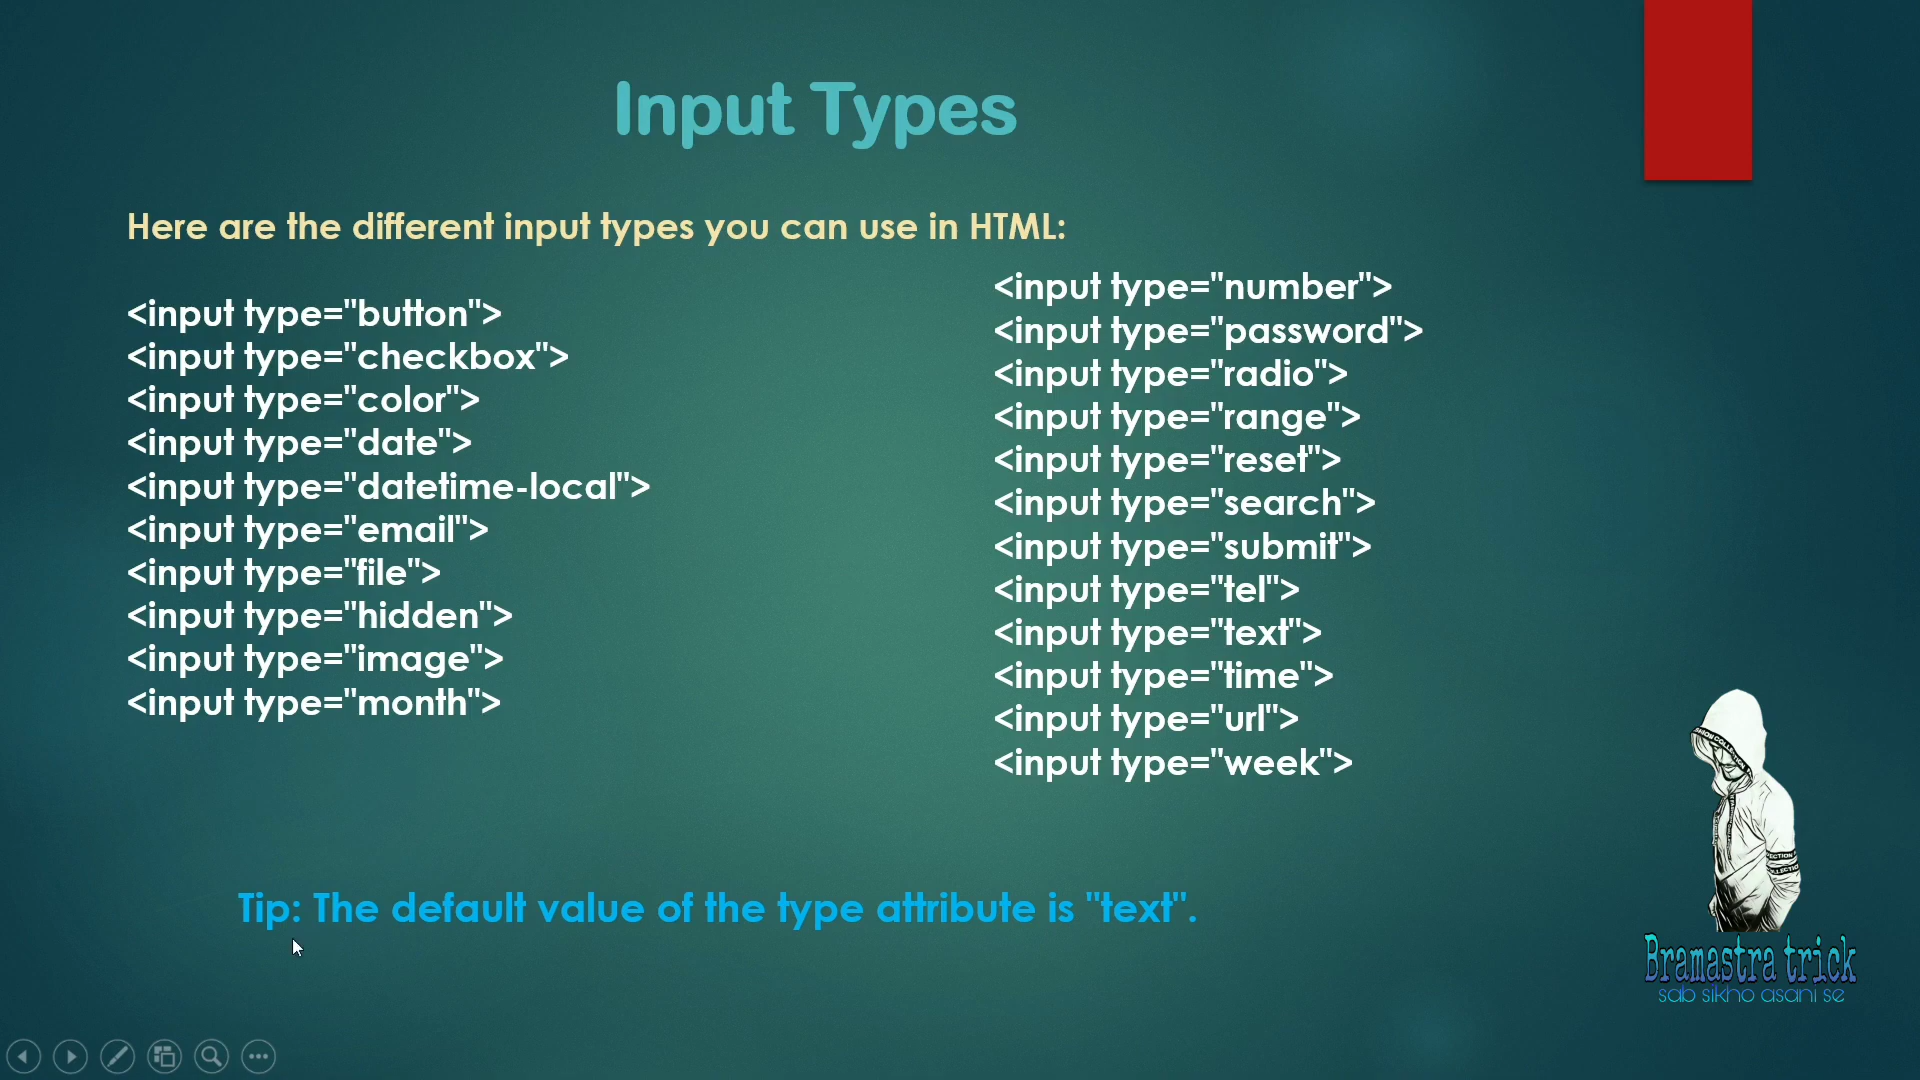 Input Types
Here are the different input types you can use in HTML:
<input type="button">
<input type="checkbox">
<input type="color">
<input type="date">
<input type="datetime-local">
<input type="email">
<input type="file">
<input type="hidden">
<input type="image">
<input type="month">
<input type="number">
<input type="password">
<input type="radio">
<input type="range">
<input type="reset">
<input type="search">
<input type="submit">
<input type="tel">
<input type="text">
<input type="time">
<input type="url">
<input type="week">
Tip: The default value of the type attribute is "text".
Bramastra trick
sab sikho asani se